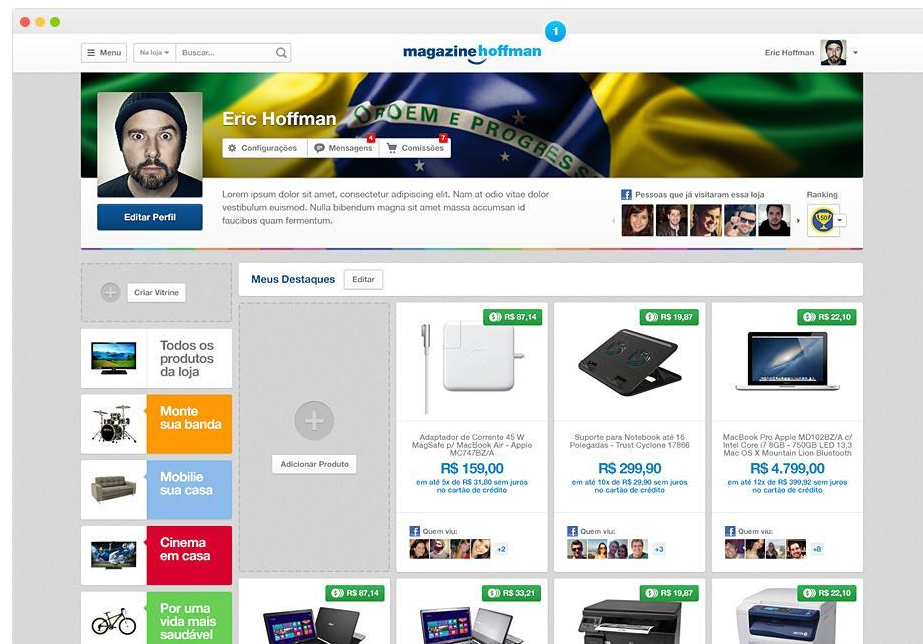 1
Menu
Na loja
Buscar...
magazinehoffman
Eric Hoffman
ORDEM E PROGRESS
Eric Hoffman
Configurações
Mensagens
4
Comissões
7
Editar Perfil
Lorem ipsum dolor sit amet, consectetur adipiscing elit. Nam at odio vitae dolor
vestibulum euismod. Nulla bibendum magna sit amet massa accumsan id
faucibus quam fermentum.
Pessoas que já visitaram essa loja
Ranking
50
Criar Vitrine
Meus Destaques
Editar
Todos os
produtos
da loja
Monte
sua banda
Mobilie
sua casa
Cinema
em casa
Por uma
vida mais
saudável
Adicionar Produto
R$ 87,14
Adaptador de Corrente 45 W
MagSafe p/ MacBook Air - Apple
MC747BZ/A
R$ 159,00
em até 5x de R$ 31,80 sem juros
no cartão de crédito
Quem viu:
+2
R$ 19,87
Suporte para Notebook até 16
Polegadas - Trust Cyclone 17866
R$ 299,90
em até 10x de R$ 29,90 sem juros
no cartão de crédito
Quem viu:
+3
R$ 22,10
MacBook Pro Apple MD102BZ/A c/
Intel Core i7 8GB - 750GB LED 13,3
Mac OS X Mountain Lion Bluetooth
R$ 4.799,00
em até 12x de R$ 399,92 sem juros
no cartão de crédito
Quem viu:
+8
R$ 87,14
R$ 33,21
R$ 19,87
R$ 22,10